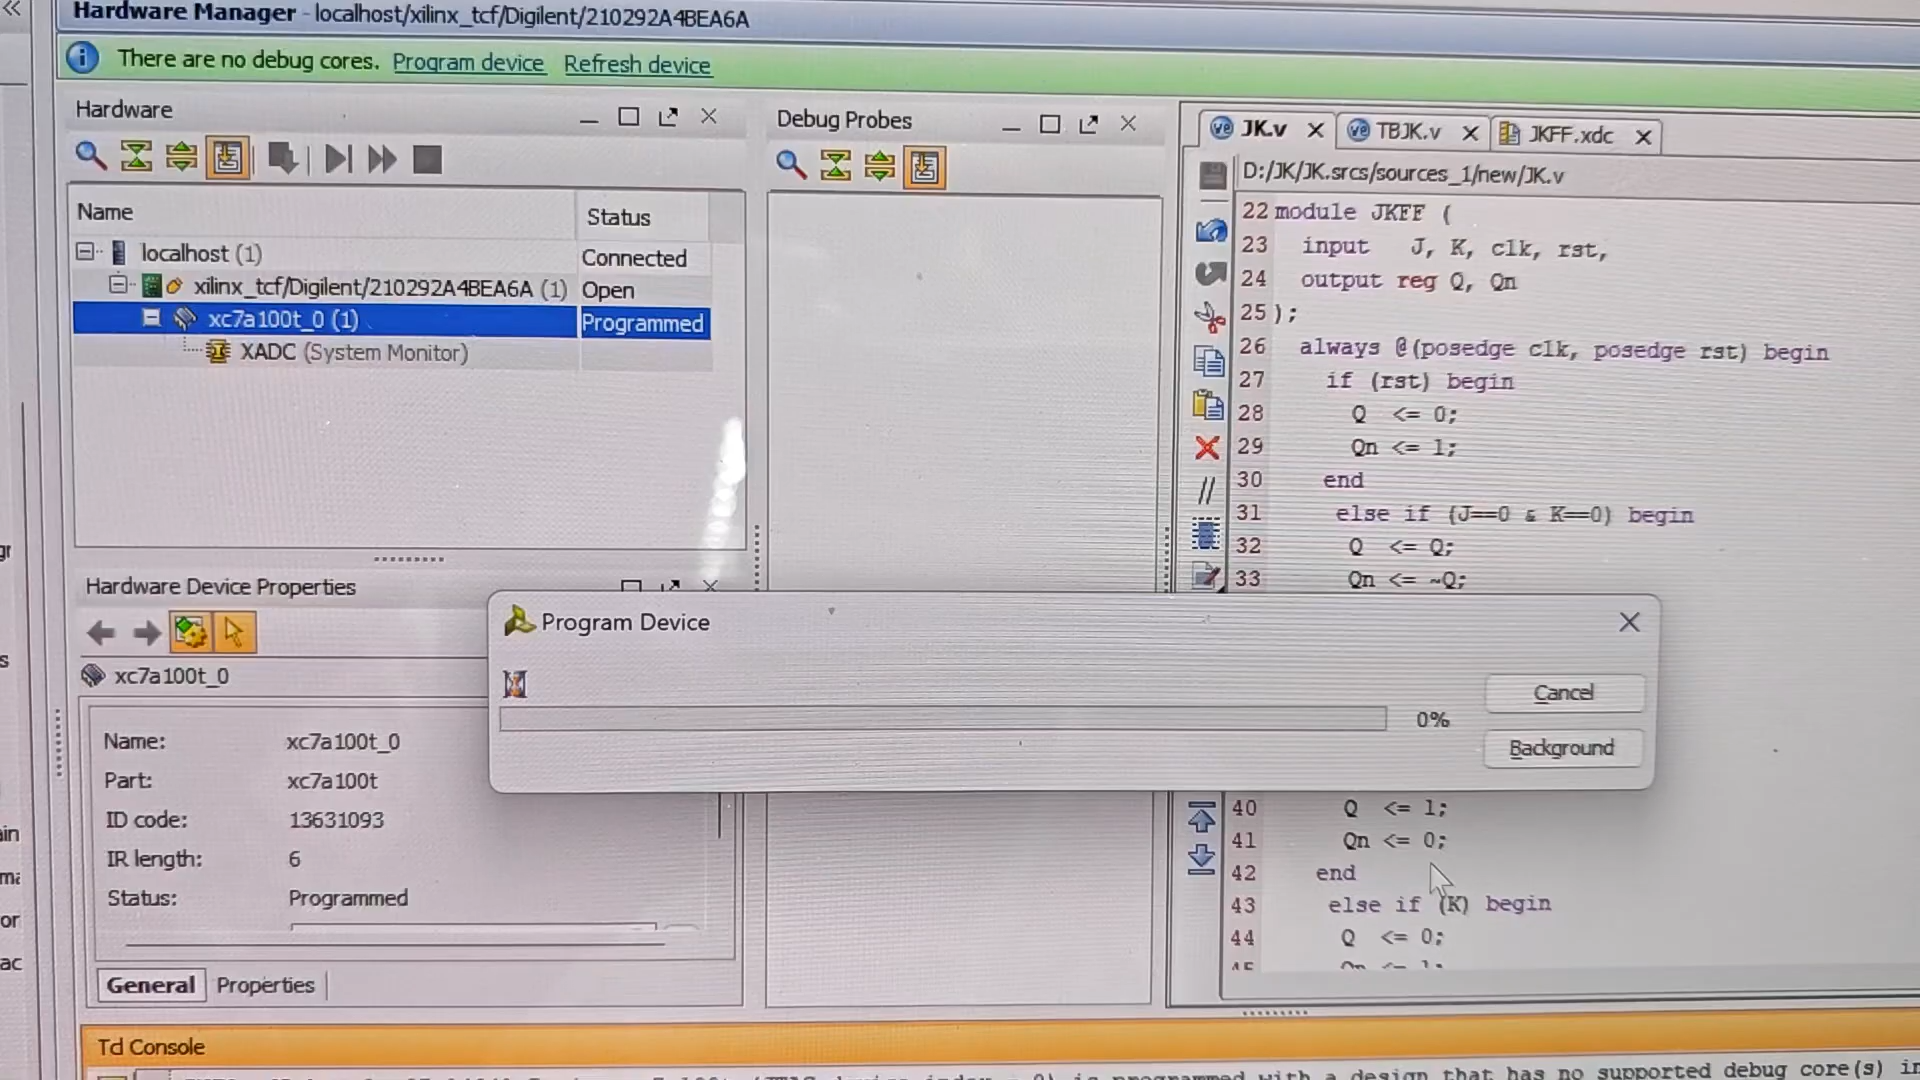 Hardware Manager - localhost/xilinx_tcf/Digilent/210292A4BEA6A
There are no debug cores. Program device Refresh device
Hardware
Name Status
localhost (1) Connected
xilinx_tcf/Digilent/210292A4BEA6A (1) Open
xc7a100t_0 (1) Programmed
XADC (System Monitor)
Hardware Device Properties
xc7a100t_0
Name: xc7a100t_0
Part: xc7a100t
ID code: 13631093
IR length: 6
Status: Programmed
General Properties
Debug Probes
JK.v TBJK.v JKFF.xdc
D:/JK/JK.srcs/sources_1/new/JK.v
22 module JKFF (
23 input J, K, clk, rst,
24 output reg Q, Qn
25 );
26 always @(posedge clk, posedge rst) begin
27 if (rst) begin
28 Q <= 0;
29 Qn <= 1;
30 end
31 else if (J==0 & K==0) begin
32 Q <= Q;
33 Qn <= ~Q;
40 Q <= 1;
41 Qn <= 0;
42 end
43 else if (K) begin
44 Q <= 0;
Program Device
0%
Cancel
Background
Tcl Console
is programmed with a design that has no supported debug core(s) in